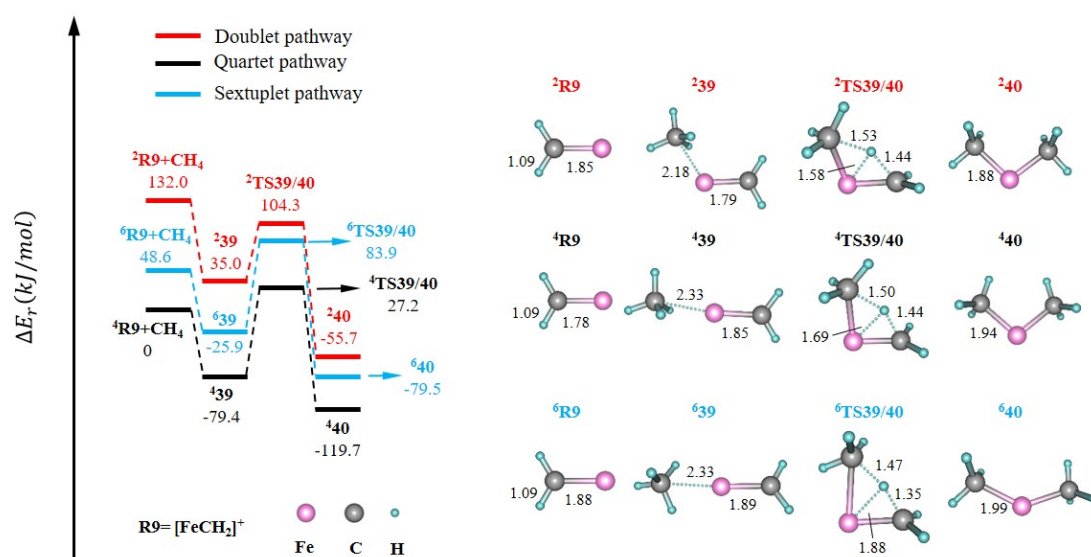 Doublet pathway
Quartet pathway
Sextuplet pathway
ΔEᵣ(kJ/mol)
²R9+CH₄
132.0
⁶R9+CH₄
48.6
⁴R9+CH₄
0
²39
35.0
⁶39
-25.9
⁴39
-79.4
²TS39/40
104.3
⁶TS39/40
83.9
⁴TS39/40
27.2
²40
-55.7
⁶40
-79.5
⁴40
-119.7
R9=[FeCH₂]⁺
Fe C H
²R9 ²39 ²TS39/40 ²40
1.09 1.85
2.18 1.79
1.53 1.44 1.58
1.88
⁴R9 ⁴39 ⁴TS39/40 ⁴40
1.09 1.78
2.33 1.85
1.50 1.44 1.69
1.94
⁶R9 ⁶39 ⁶TS39/40 ⁶40
1.09 1.88
2.33 1.89
1.47 1.35 1.88
1.99